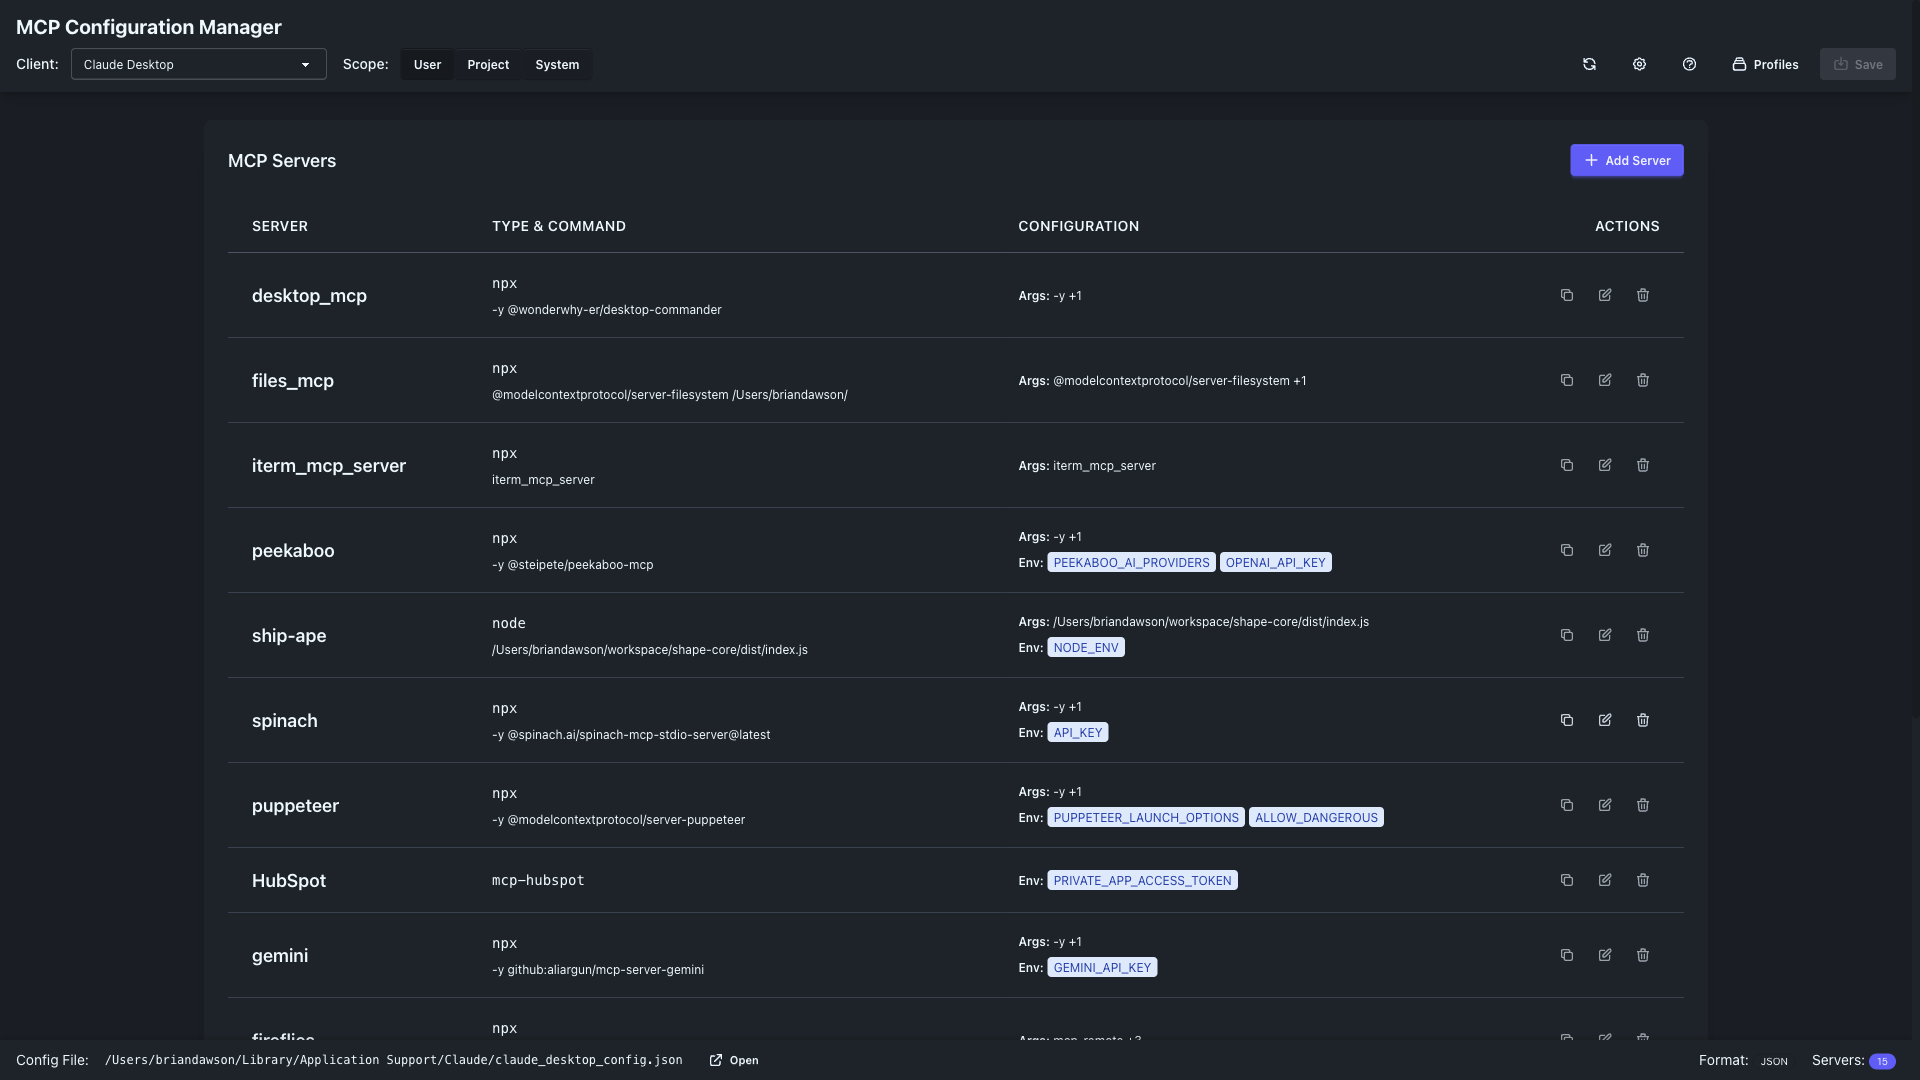 MCP Configuration Manager
Client: Claude Desktop Scope: User Project System Profiles Save
MCP Servers Add Server
SERVER TYPE & COMMAND CONFIGURATION ACTIONS
desktop_mcp
npx
-y @wonderwhy-er/desktop-commander
Args: -y +1
files_mcp
npx
@modelcontextprotocol/server-filesystem /Users/briandawson/
Args: @modelcontextprotocol/server-filesystem +1
iterm_mcp_server
npx
iterm_mcp_server
Args: iterm_mcp_server
peekaboo
npx
-y @steipete/peekaboo-mcp
Args: -y +1
Env: PEEKABOO_AI_PROVIDERS OPENAI_API_KEY
ship-ape
node
/Users/briandawson/workspace/shape-core/dist/index.js
Args: /Users/briandawson/workspace/shape-core/dist/index.js
Env: NODE_ENV
spinach
npx
-y @spinach.ai/spinach-mcp-stdio-server@latest
Args: -y +1
Env: API_KEY
puppeteer
npx
-y @modelcontextprotocol/server-puppeteer
Args: -y +1
Env: PUPPETEER_LAUNCH_OPTIONS ALLOW_DANGEROUS
HubSpot
mcp-hubspot
Env: PRIVATE_APP_ACCESS_TOKEN
gemini
npx
-y github:aliargun/mcp-server-gemini
Args: -y +1
Env: GEMINI_API_KEY
fireflies
npx
Args: mcp-remote +3
Config File: /Users/briandawson/Library/Application Support/Claude/claude_desktop_config.json Open Format: JSON Servers: 15